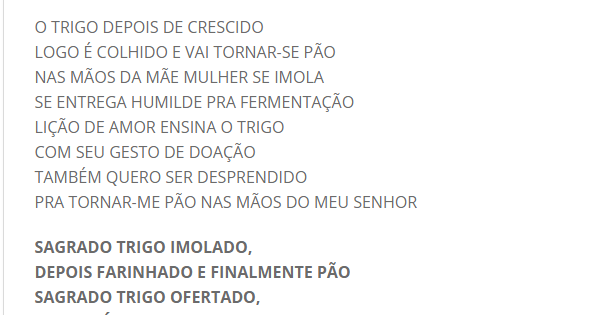 O TRIGO DEPOIS DE CRESCIDO
LOGO É COLHIDO E VAI TORNAR-SE PÃO
NAS MÃOS DA MÃE MULHER SE IMOLA
SE ENTREGA HUMILDE PRA FERMENTAÇÃO
LIÇÃO DE AMOR ENSINA O TRIGO
COM SEU GESTO DE DOAÇÃO
TAMBÉM QUERO SER DESPRENDIDO
PRA TORNAR-ME PÃO NAS MÃOS DO MEU SENHOR
SAGRADO TRIGO IMOLADO,
DEPOIS FARINHADO E FINALMENTE PÃO
SAGRADO TRIGO OFERTADO,